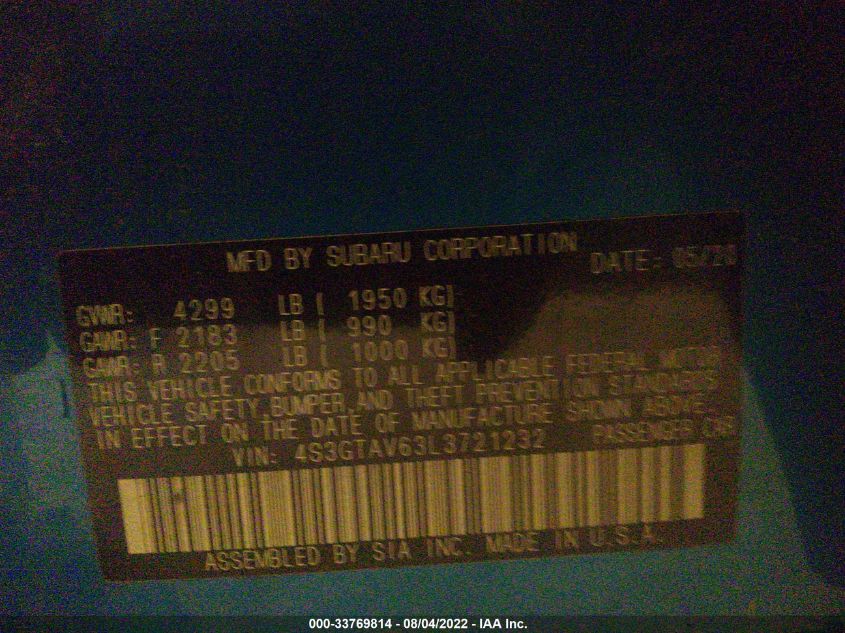 MFD BY SUBARU CORPORATION
DATE: 05/20
GVWR: 4299 LB ( 1950 KG)
GAWR: F 2183 LB ( 990 KG)
GAWR: R 2205 LB ( 1000 KG)
THIS VEHICLE CONFORMS TO ALL APPLICABLE FEDERAL MOTOR
VEHICLE SAFETY,BUMPER,AND THEFT PREVENTION STANDARDS
IN EFFECT ON THE DATE OF MANUFACTURE SHOWN ABOVE.
VIN: 4S3GTAV63L3721232 PASSENGER CAR
ASSEMBLED BY SIA INC. MADE IN U.S.A.
000-33769814 - 08/04/2022 - IAA Inc.